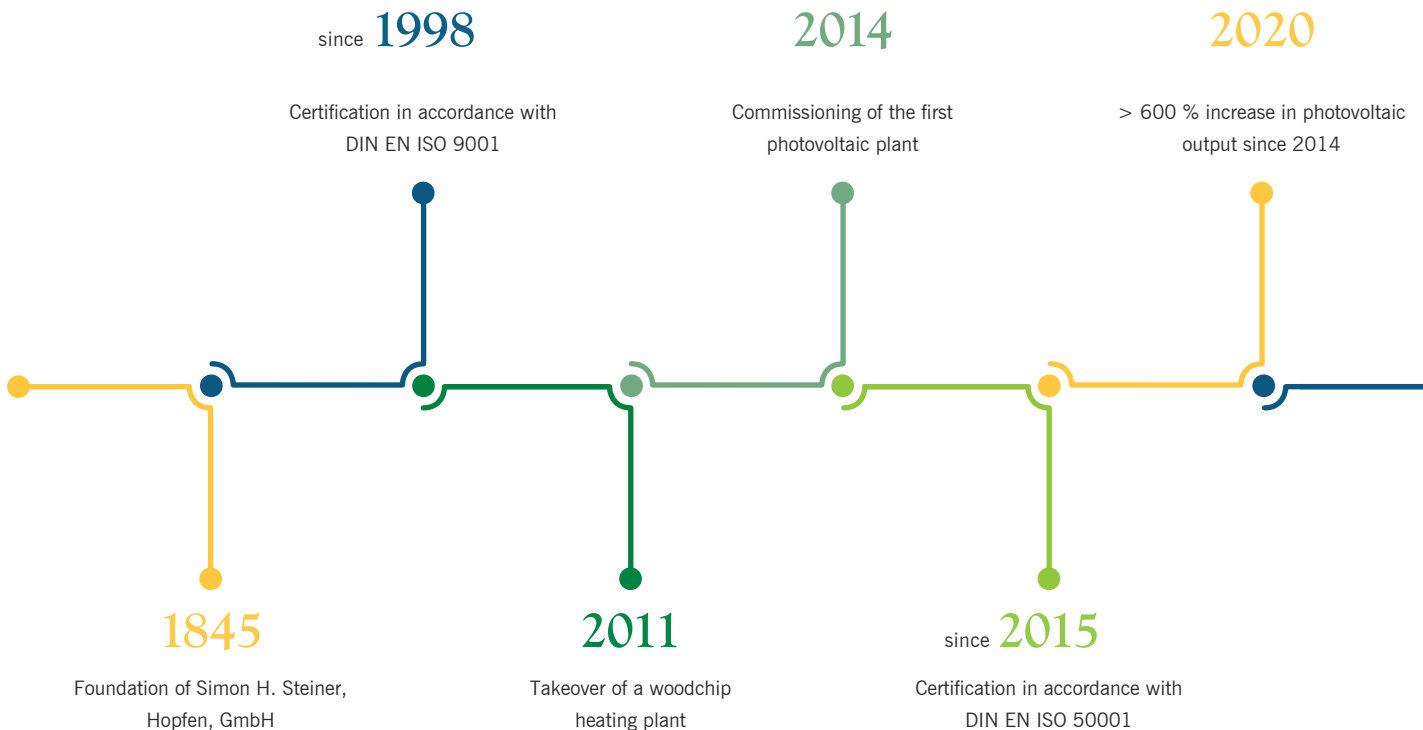 since 1998
Certification in accordance with
DIN EN ISO 9001
2014
Commissioning of the first
photovoltaic plant
2020
> 600 % increase in photovoltaic
output since 2014
1845
Foundation of Simon H. Steiner,
Hopfen, GmbH
2011
Takeover of a woodchip
heating plant
since 2015
Certification in accordance with
DIN EN ISO 50001